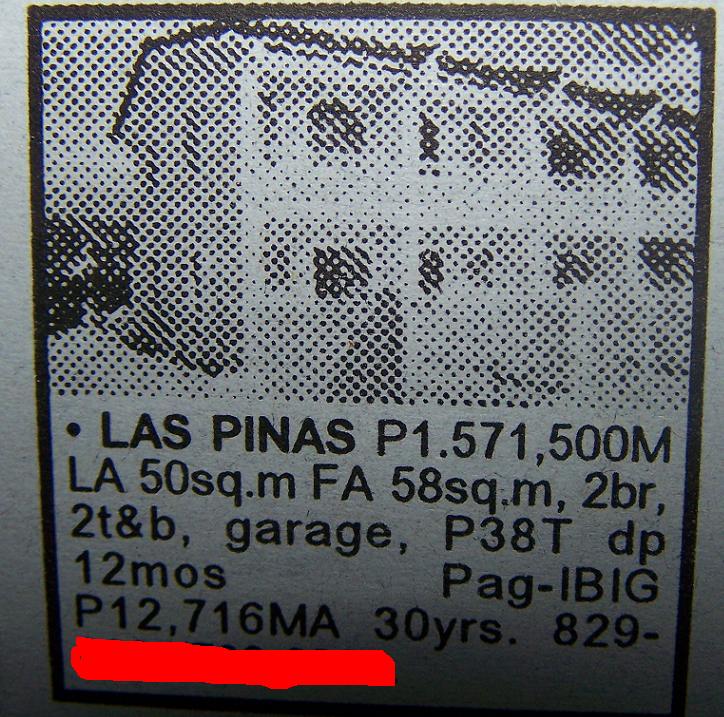 • LAS PINAS P1.571,500M
LA 50sq.m FA 58sq.m, 2br,
2t&b, garage, P38T dp
12mos Pag-IBIG
P12,716MA 30yrs. 829-